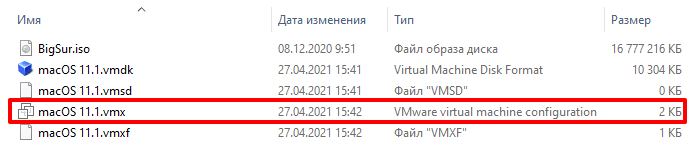 Имя Дата изменения Тип Размер
BigSur.iso 08.12.2020 9:51 Файл образа диска 16 777 216 КБ
macOS 11.1.vmdk 27.04.2021 15:41 Virtual Machine Disk Format 10 304 КБ
macOS 11.1.vmsd 27.04.2021 15:41 Файл "VMSD" 0 КБ
macOS 11.1.vmx 27.04.2021 15:42 VMware virtual machine configuration 2 КБ
macOS 11.1.vmxf 27.04.2021 15:42 Файл "VMXF" 1 КБ